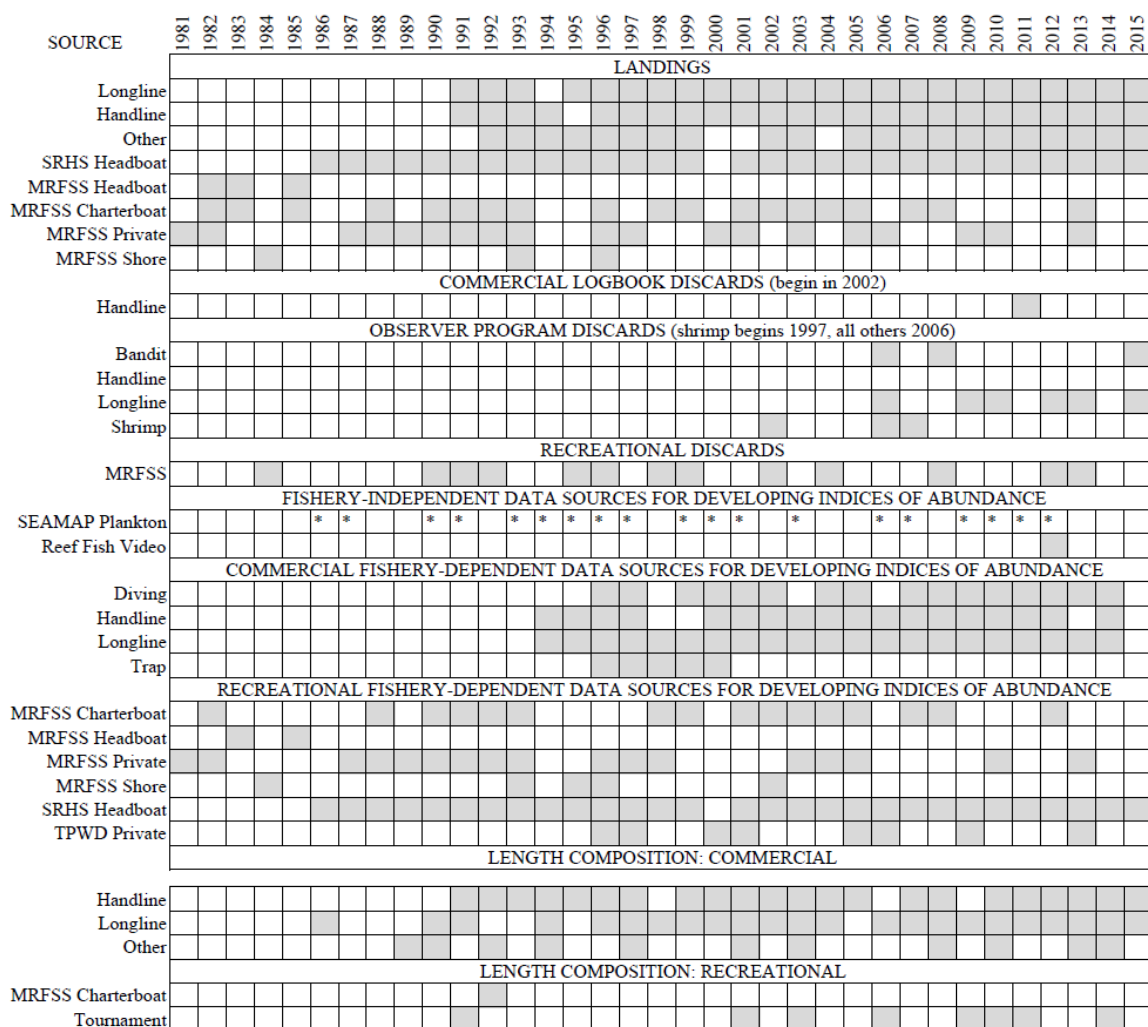 SOURCE 1981 1982 1983 1984 1985 1986 1987 1988 1989 1990 1991 1992 1993 1994 1995 1996 1997 1998 1999 2000 2001 2002 2003 2004 2005 2006 2007 2008 2009 2010 2011 2012 2013 2014 2015
LANDINGS
Longline
Handline
Other
SRHS Headboat
MRFSS Headboat
MRFSS Charterboat
MRFSS Private
MRFSS Shore
COMMERCIAL LOGBOOK DISCARDS (begin in 2002)
Handline
OBSERVER PROGRAM DISCARDS (shrimp begins 1997, all others 2006)
Bandit
Handline
Longline
Shrimp
RECREATIONAL DISCARDS
MRFSS
FISHERY-INDEPENDENT DATA SOURCES FOR DEVELOPING INDICES OF ABUNDANCE
SEAMAP Plankton * * * * * * * * * * * * * * * * * * *
Reef Fish Video
COMMERCIAL FISHERY-DEPENDENT DATA SOURCES FOR DEVELOPING INDICES OF ABUNDANCE
Diving
Handline
Longline
Trap
RECREATIONAL FISHERY-DEPENDENT DATA SOURCES FOR DEVELOPING INDICES OF ABUNDANCE
MRFSS Charterboat
MRFSS Headboat
MRFSS Private
MRFSS Shore
SRHS Headboat
TPWD Private
LENGTH COMPOSITION: COMMERCIAL
Handline
Longline
Other
LENGTH COMPOSITION: RECREATIONAL
MRFSS Charterboat
Tournament